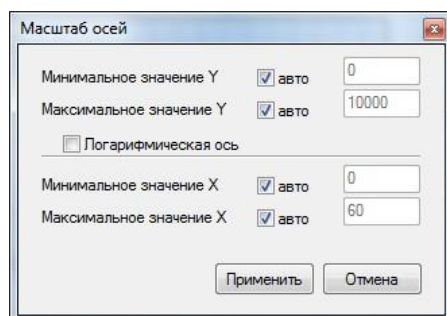 Масштаб осей
Минимальное значение Y авто 0
Максимальное значение Y авто 10000
Логарифмическая ось
Минимальное значение X авто 0
Максимальное значение X авто 60
Применить Отмена